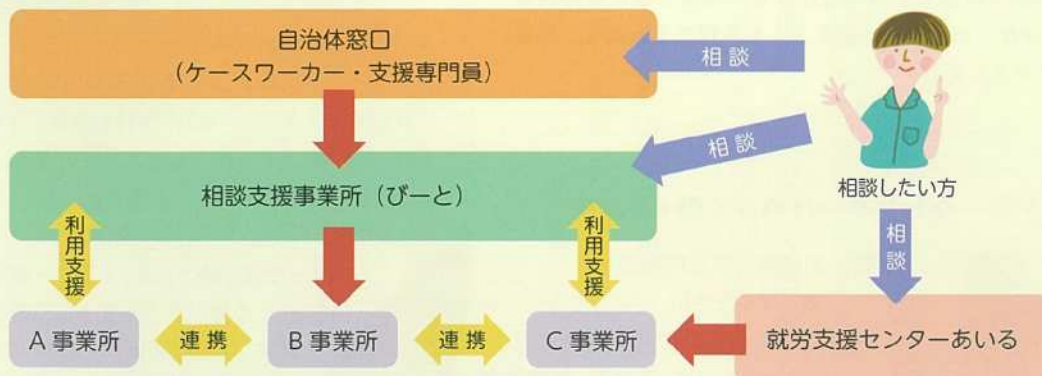 自治体窓口
（ケースワーカー・支援専門員）
相談
相談
相談支援事業所（びーと）
相談したい方
利用支援
利用支援
相談
A 事業所
連携
B 事業所
連携
C 事業所
就労支援センターあいる